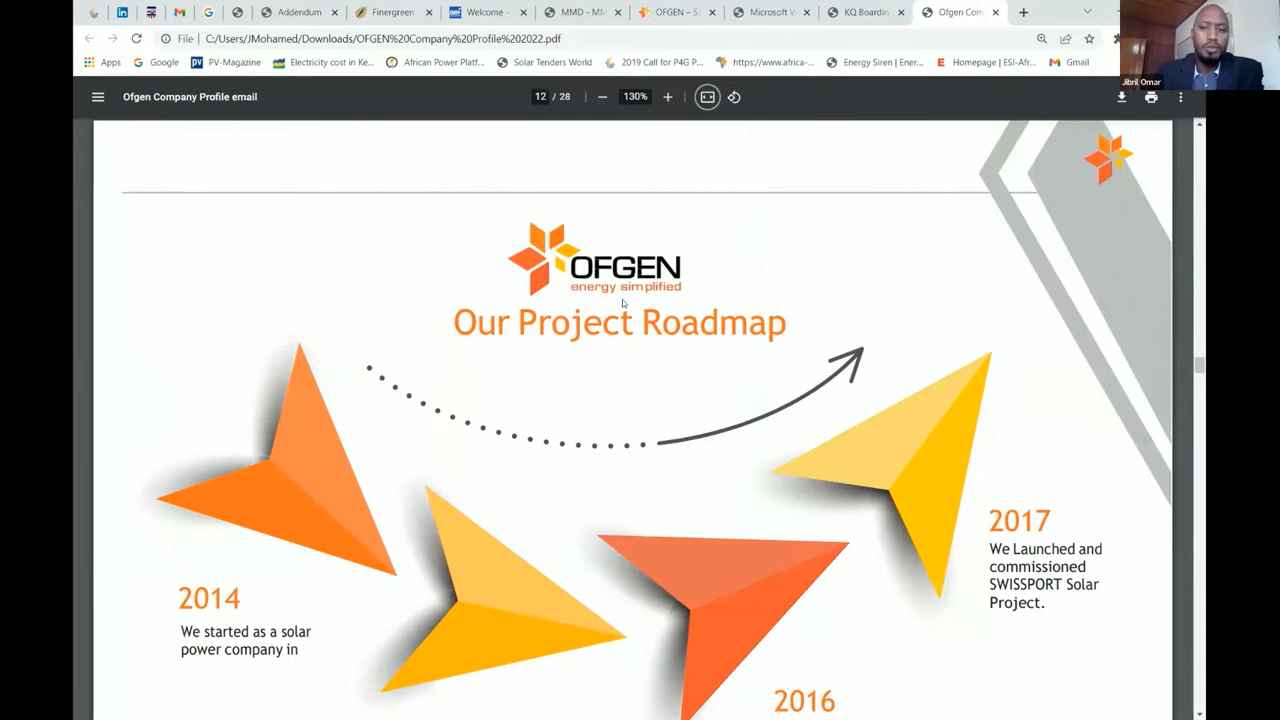 Addendum
Finergreen
Welcome -
MMD - MM
OFGEN – S
Microsoft W
KQ Boardin
Ofgen Com
File
C:/Users/JMohamed/Downloads/OFGEN%20Company%20Profile%202022.pdf
Apps
Google
PV-Magazine
Electricity cost in Ke...
African Power Platf...
Solar Tenders World
2019 Call for P4G P...
https://www.africa-...
Energy Siren | Ener...
Homepage | ESI-Afr...
Gmail
Jibril Omar
Ofgen Company Profile email
12 / 28
130%
OFGEN
energy simplified
Our Project Roadmap
2014
We started as a solar
power company in
2016
2017
We Launched and
commissioned
SWISSPORT Solar
Project.